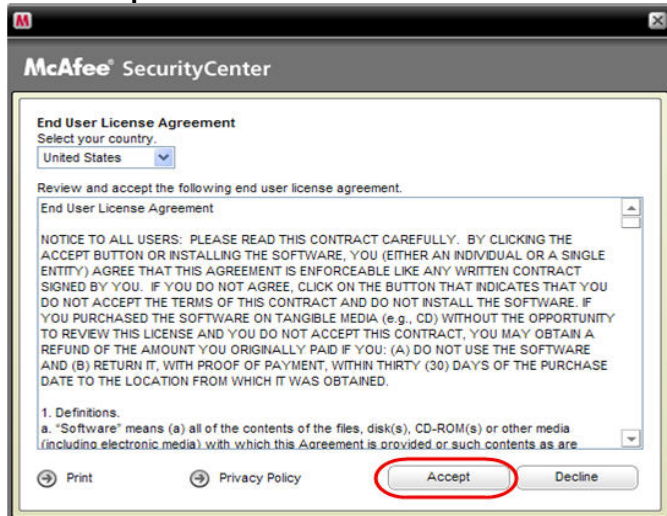 McAfee® SecurityCenter
End User License Agreement
Select your country.
United States
Review and accept the following end user license agreement.
End User License Agreement
NOTICE TO ALL USERS: PLEASE READ THIS CONTRACT CAREFULLY. BY CLICKING THE
ACCEPT BUTTON OR INSTALLING THE SOFTWARE, YOU (EITHER AN INDIVIDUAL OR A SINGLE
ENTITY) AGREE THAT THIS AGREEMENT IS ENFORCEABLE LIKE ANY WRITTEN CONTRACT
SIGNED BY YOU. IF YOU DO NOT AGREE, CLICK ON THE BUTTON THAT INDICATES THAT YOU
DO NOT ACCEPT THE TERMS OF THIS CONTRACT AND DO NOT INSTALL THE SOFTWARE. IF
YOU PURCHASED THE SOFTWARE ON TANGIBLE MEDIA (e.g., CD) WITHOUT THE OPPORTUNITY
TO REVIEW THIS LICENSE AND YOU DO NOT ACCEPT THIS CONTRACT, YOU MAY OBTAIN A
REFUND OF THE AMOUNT YOU ORIGINALLY PAID IF YOU: (A) DO NOT USE THE SOFTWARE
AND (B) RETURN IT, WITH PROOF OF PAYMENT, WITHIN THIRTY (30) DAYS OF THE PURCHASE
DATE TO THE LOCATION FROM WHICH IT WAS OBTAINED.
1. Definitions.
a. "Software" means (a) all of the contents of the files, disk(s), CD-ROM(s) or other media
(including electronic media) with which this Agreement is provided or such contents as are
Print Privacy Policy Accept Decline